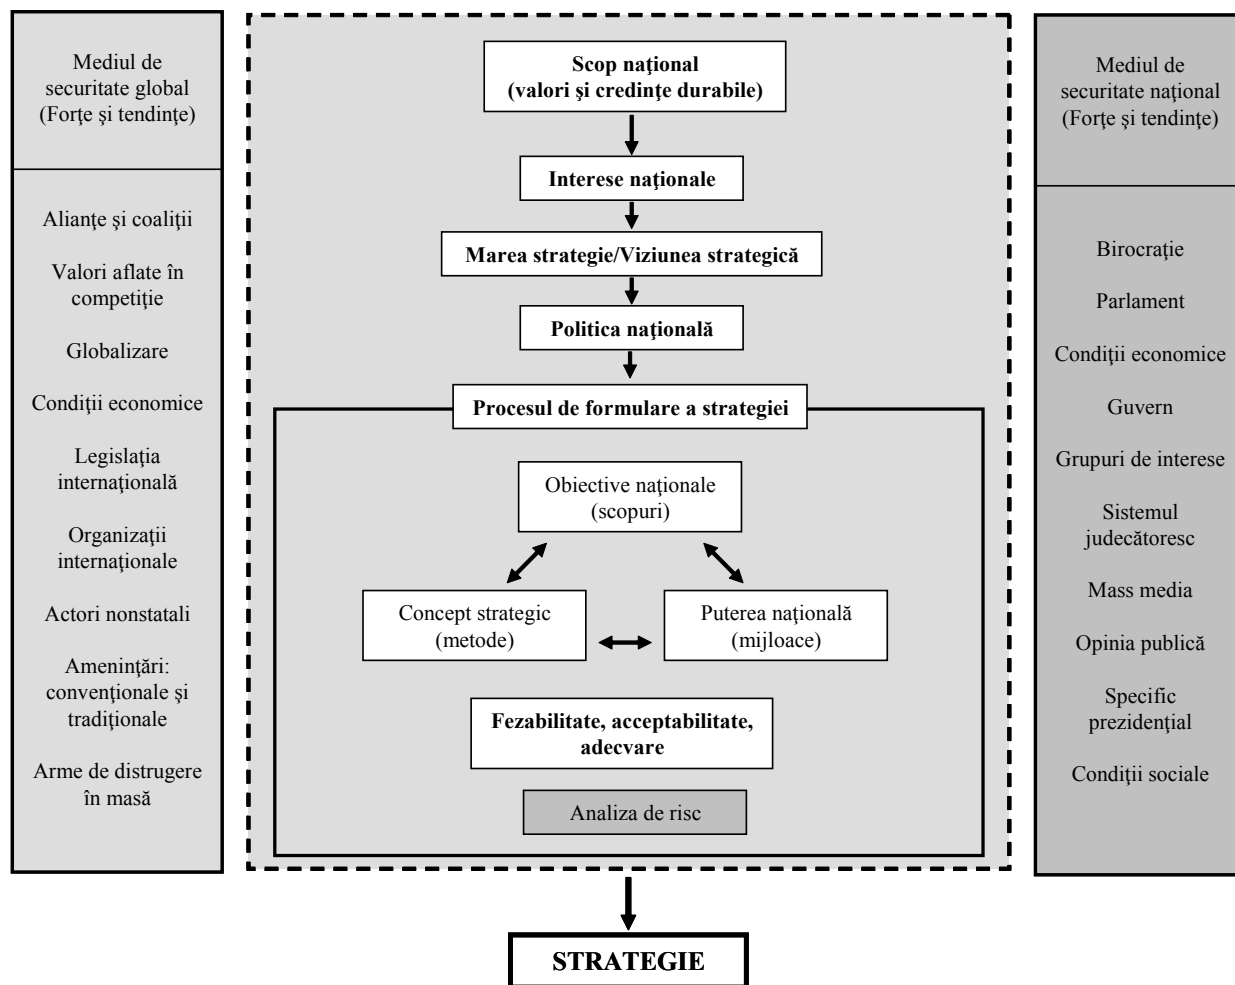 Mediul de
securitate global
(Forţe şi tendinţe)
Alianţe şi coaliţii
Valori aflate în
competiţie
Globalizare
Condiţii economice
Legislaţia
internaţională
Organizaţii
internaţionale
Actori nonstatali
Ameninţări:
convenţionale şi
tradiţionale
Arme de distrugere
în masă
Scop naţional
(valori şi credinţe durabile)
Interese naţionale
Marea strategie/Viziunea strategică
Politica naţională
Procesul de formulare a strategiei
Obiective naţionale
(scopuri)
Concept strategic
(metode)
Puterea naţională
(mijloace)
Fezabilitate, acceptabilitate,
adecvare
Analiza de risc
STRATEGIE
Mediul de
securitate naţional
(Forţe şi tendinţe)
Birocraţie
Parlament
Condiţii economice
Guvern
Grupuri de interese
Sistemul
judecătoresc
Mass media
Opinia publică
Specific
prezidenţial
Condiţii sociale